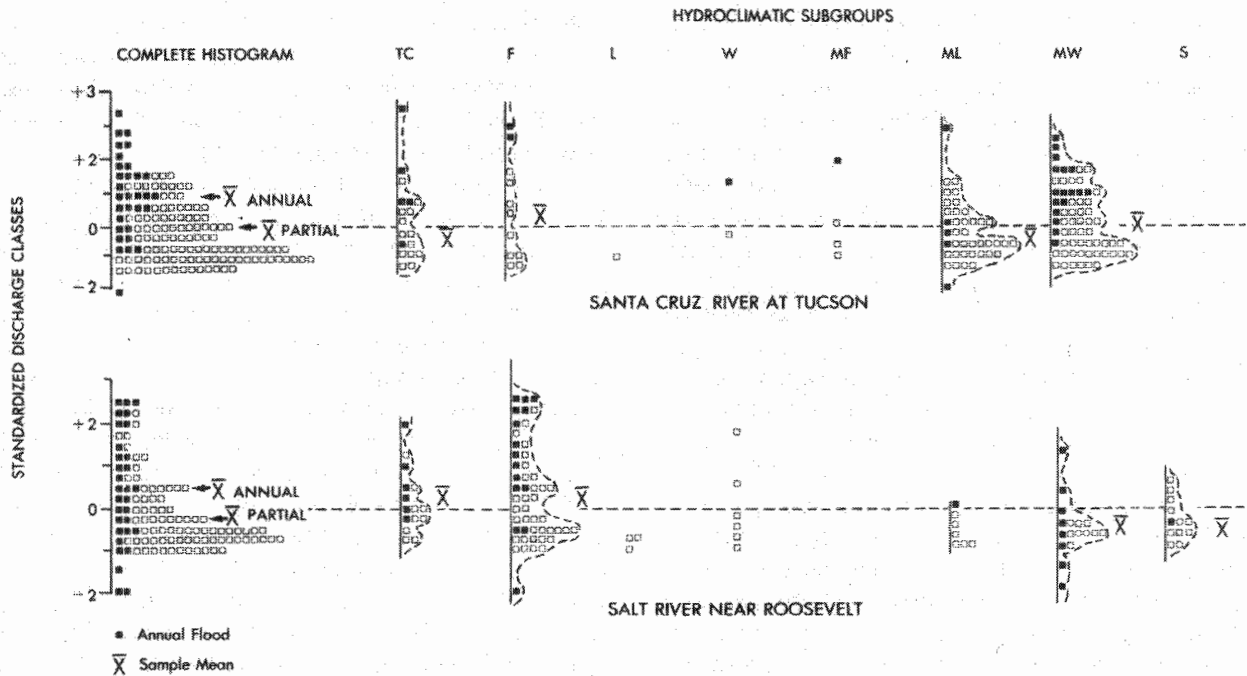 HYDROCLIMATIC SUBGROUPS
COMPLETE HISTOGRAM TC F L W MF ML MW S
STANDARDIZED DISCHARGE CLASSES
+3
+2
X̅ ANNUAL
0
X̅ PARTIAL
X̅ X̅ X̅ X̅
-2
SANTA CRUZ RIVER AT TUCSON
+2
X̅ ANNUAL
X̅ PARTIAL
0
X̅ X̅ X̅ X̅
-2
SALT RIVER NEAR ROOSEVELT
Annual Flood
X̅ Sample Mean